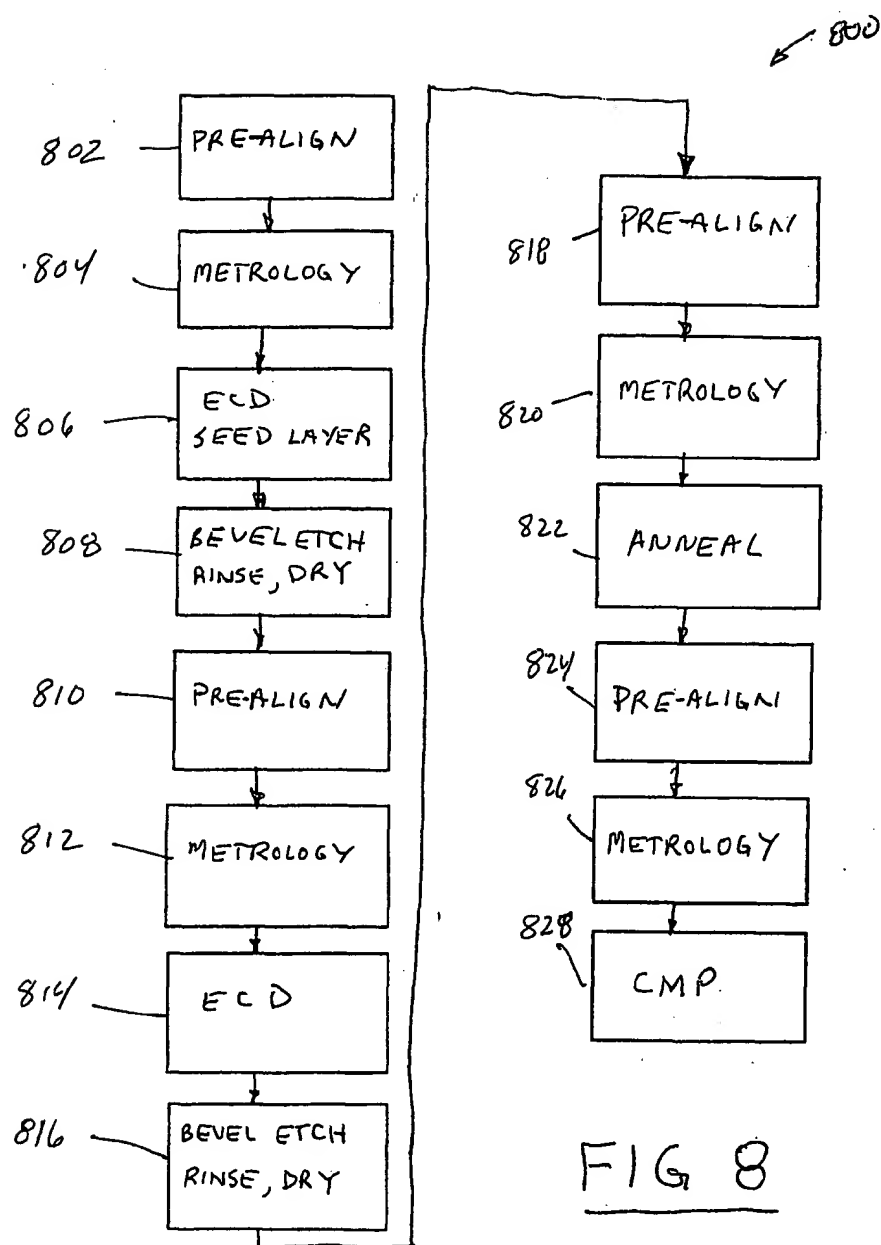 800
802
PRE-ALIGN
804
METROLOGY
806
ECD
SEED LAYER
808
BEVEL ETCH
RINSE, DRY
810
PRE-ALIGN
812
METROLOGY
814
ECD
816
BEVEL ETCH
RINSE, DRY
818
PRE-ALIGN
820
METROLOGY
822
ANNEAL
824
PRE-ALIGN
826
METROLOGY
828
CMP
FIG 8